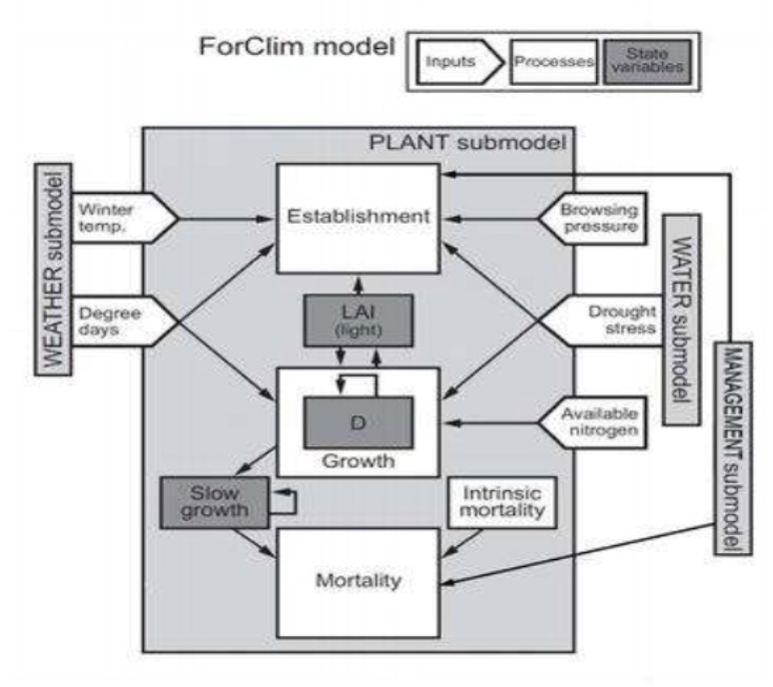 ForClim model
Inputs
Processes
State
variables
PLANT submodel
WEATHER submodel
Winter
temp.
Establishment
Browsing
pressure
Degree
days
LAI
(light)
Drought
stress
WATER submodel
D
Growth
Available
nitrogen
MANAGEMENT submodel
Slow
growth
Intrinsic
mortality
Mortality